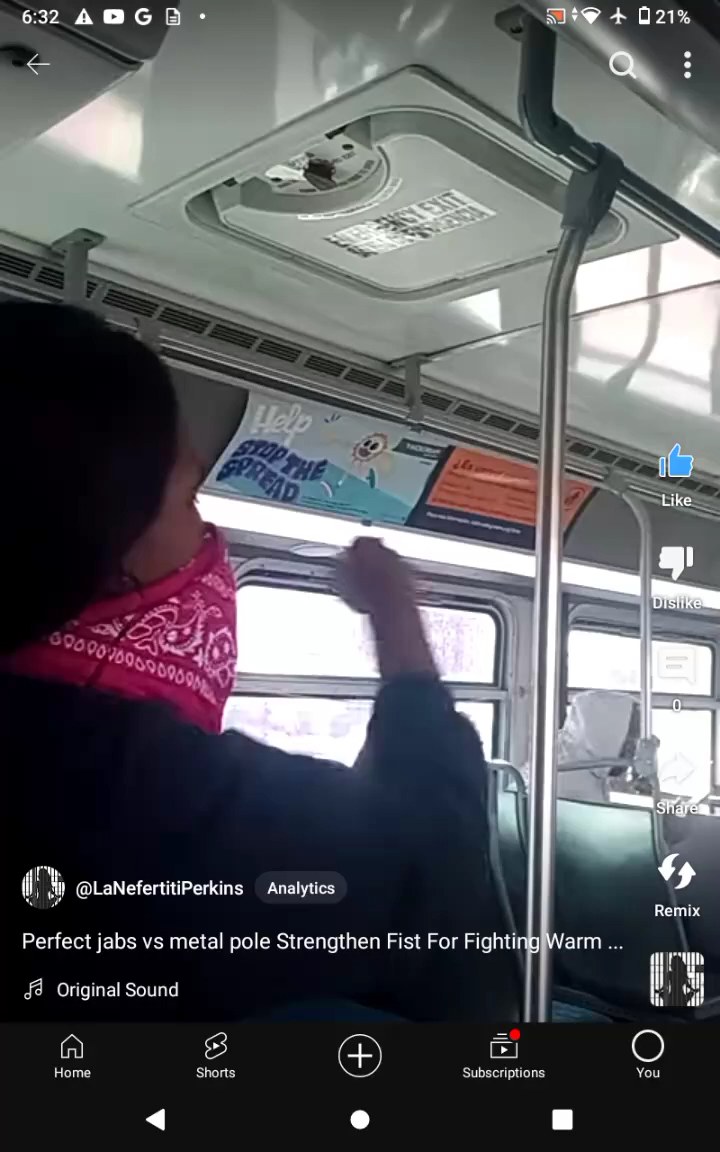 6:32
21%
EXIT
Help
STOP THE
SPREAD
Like
Dislike
0
Share
@LaNefertitiPerkins
Analytics
Perfect jabs vs metal pole Strengthen Fist For Fighting Warm ...
Remix
Original Sound
Home
Shorts
Subscriptions
You